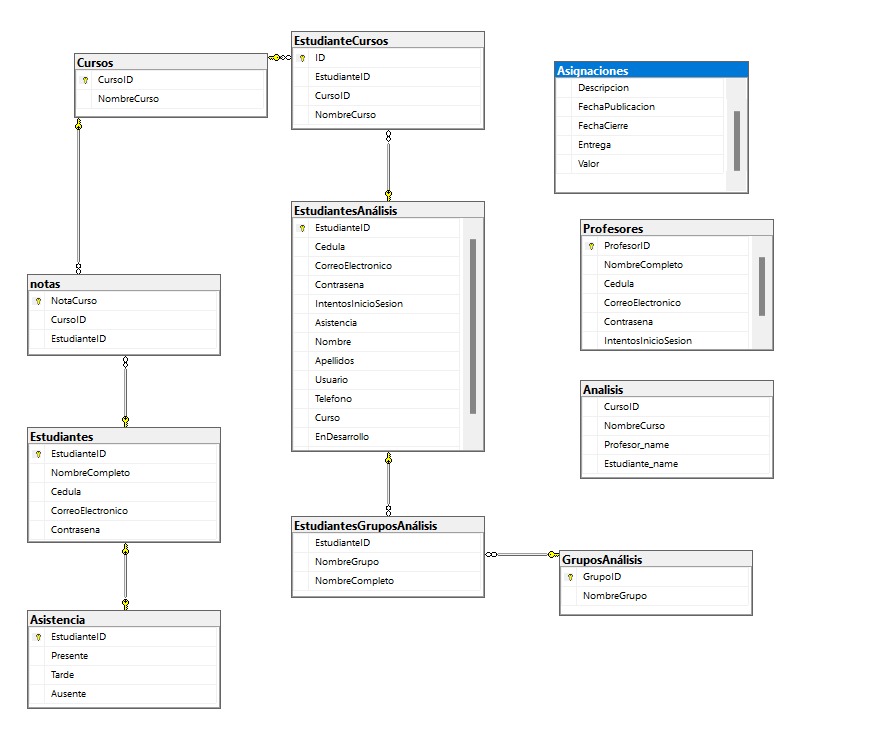 Cursos
CursoID
NombreCurso
EstudianteCursos
ID
EstudianteID
CursoID
NombreCurso
Asignaciones
Descripcion
FechaPublicacion
FechaCierre
Entrega
Valor
EstudiantesAnálisis
EstudianteID
Cedula
CorreoElectronico
Contrasena
IntentosInicioSesion
Asistencia
Nombre
Apellidos
Usuario
Telefono
Curso
EnDesarrollo
Profesores
ProfesorID
NombreCompleto
Cedula
CorreoElectronico
Contrasena
IntentosInicioSesion
notas
NotaCurso
CursoID
EstudianteID
Analisis
CursoID
NombreCurso
Profesor_name
Estudiante_name
Estudiantes
EstudianteID
NombreCompleto
Cedula
CorreoElectronico
Contrasena
EstudiantesGruposAnálisis
EstudianteID
NombreGrupo
NombreCompleto
GruposAnálisis
GrupoID
NombreGrupo
Asistencia
EstudianteID
Presente
Tarde
Ausente